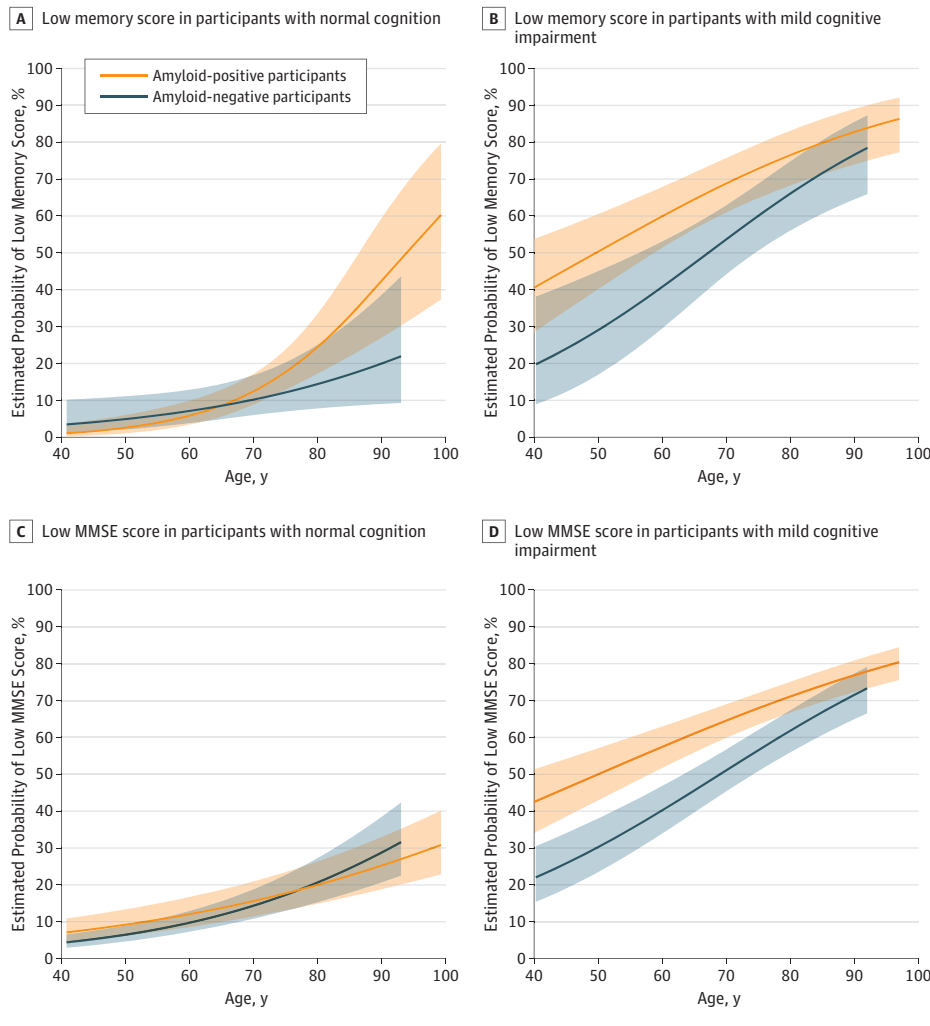 A Low memory score in participants with normal cognition
Amyloid-positive participants
Amyloid-negative participants
Estimated Probability of Low Memory Score, %
100
90
80
70
60
50
40
30
20
10
0
40 50 60 70 80 90 100
Age, y
B Low memory score in partipants with mild cognitive
impairment
Estimated Probability of Low Memory Score, %
100
90
80
70
60
50
40
30
20
10
0
40 50 60 70 80 90 100
Age, y
C Low MMSE score in participants with normal cognition
Estimated Probability of Low MMSE Score, %
100
90
80
70
60
50
40
30
20
10
0
40 50 60 70 80 90 100
Age, y
D Low MMSE score in participants with mild cognitive
impairment
Estimated Probability of Low MMSE Score, %
100
90
80
70
60
50
40
30
20
10
0
40 50 60 70 80 90 100
Age, y